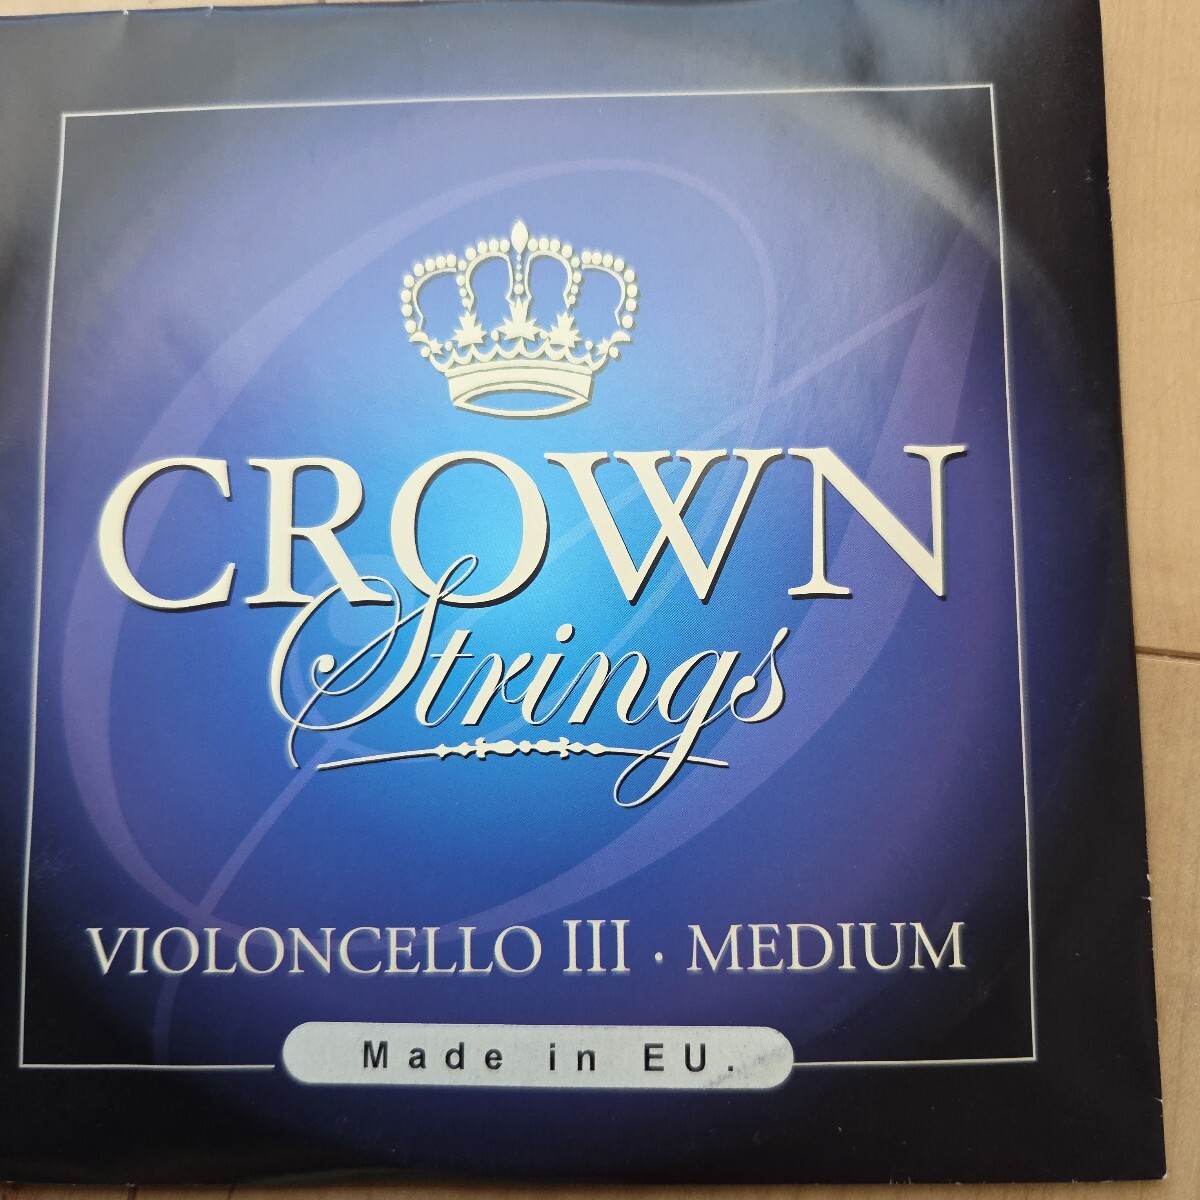 CROWN
Strings
VIOLONCELLO III · MEDIUM
Made in EU.